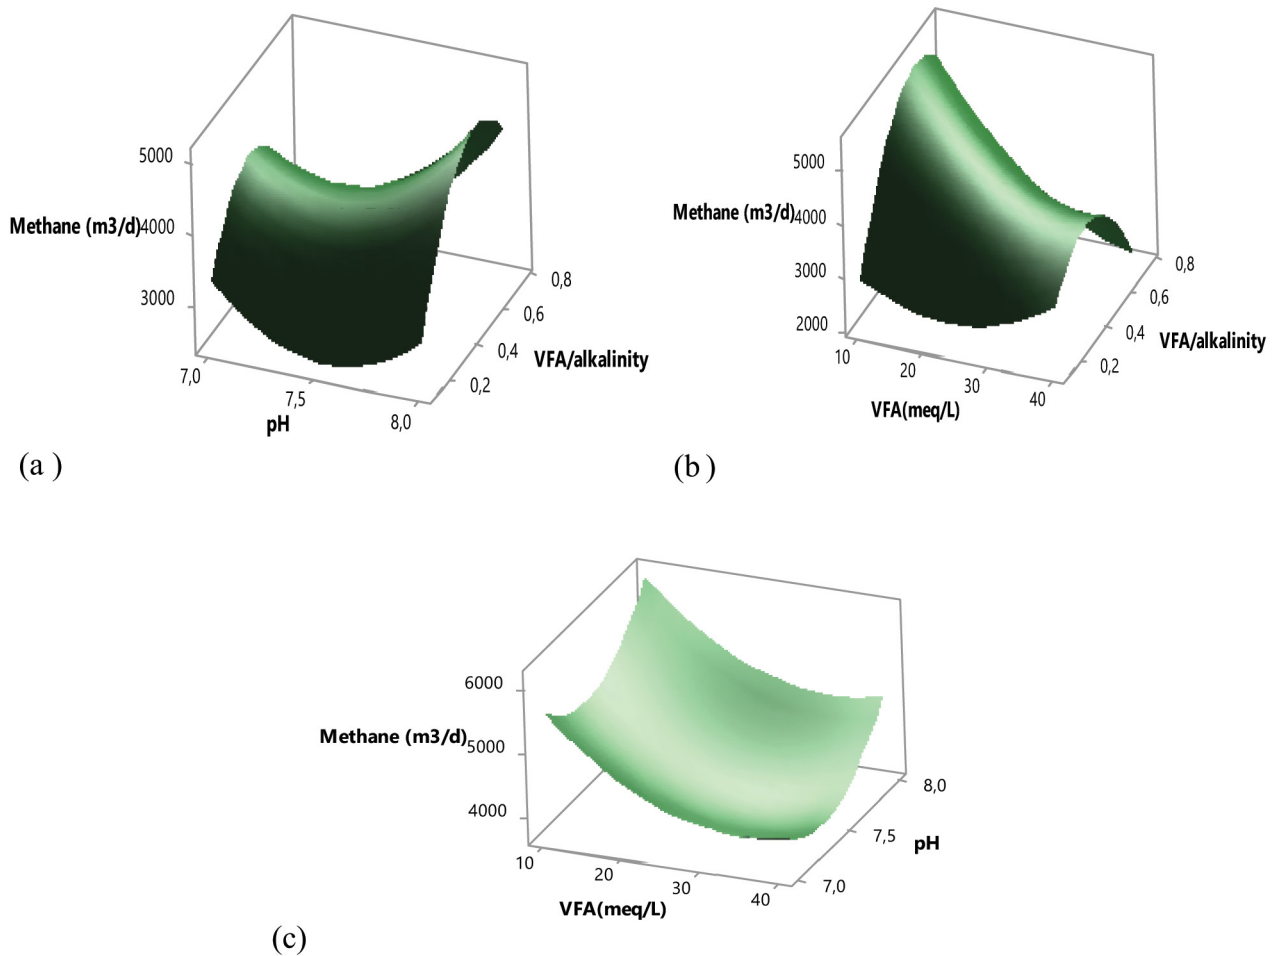 5000
Methane (m3/d)
4000
3000
7,0
7,5
8,0
pH
0,2
0,4
0,6
0,8
VFA/alkalinity
(a )
5000
Methane (m3/d)
4000
3000
2000
10
20
30
40
VFA(meq/L)
0,2
0,4
0,6
0,8
VFA/alkalinity
(b )
6000
Methane (m3/d)
5000
4000
10
20
30
40
VFA(meq/L)
7,0
7,5
8,0
pH
(c)